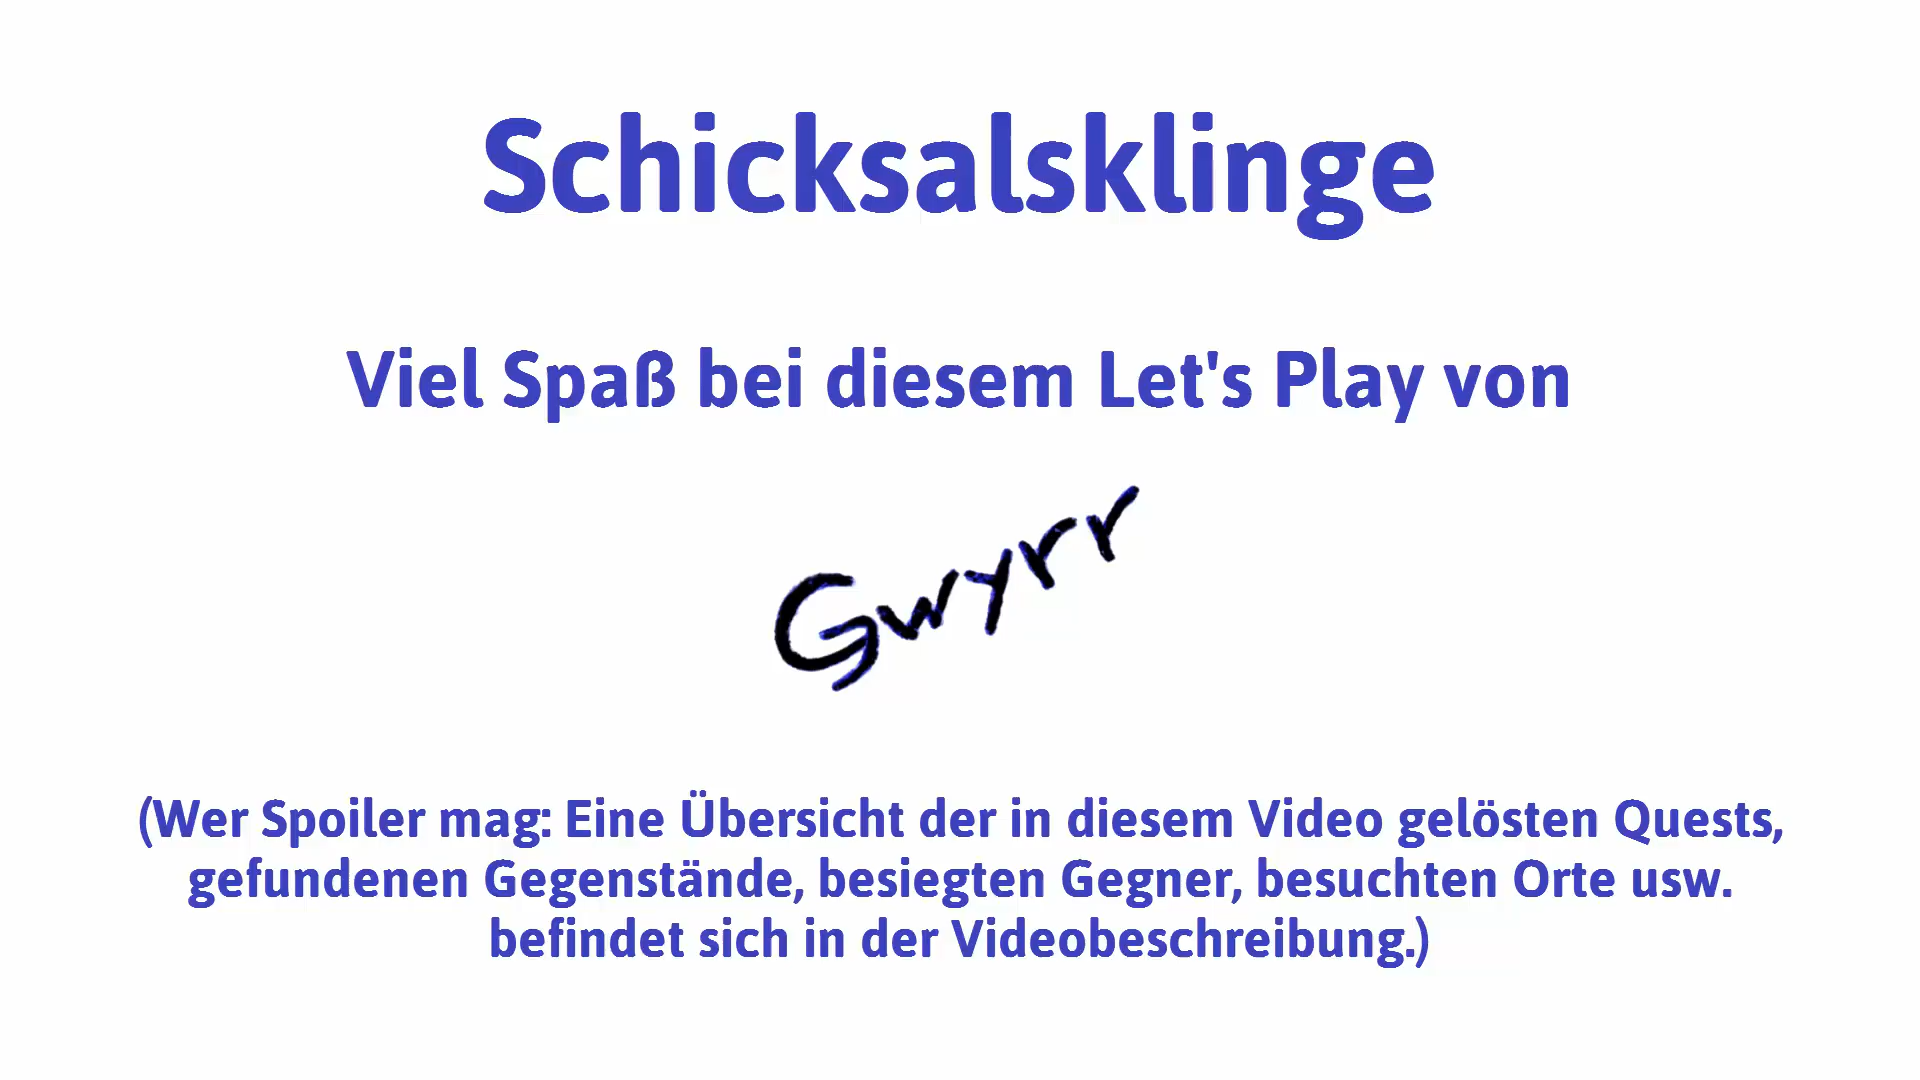 Schicksalsklinge
Viel Spaß bei diesem Let's Play von
Gwyrr
(Wer Spoiler mag: Eine Übersicht der in diesem Video gelösten Quests,
gefundenen Gegenstände, besiegten Gegner, besuchten Orte usw.
befindet sich in der Videobeschreibung.)